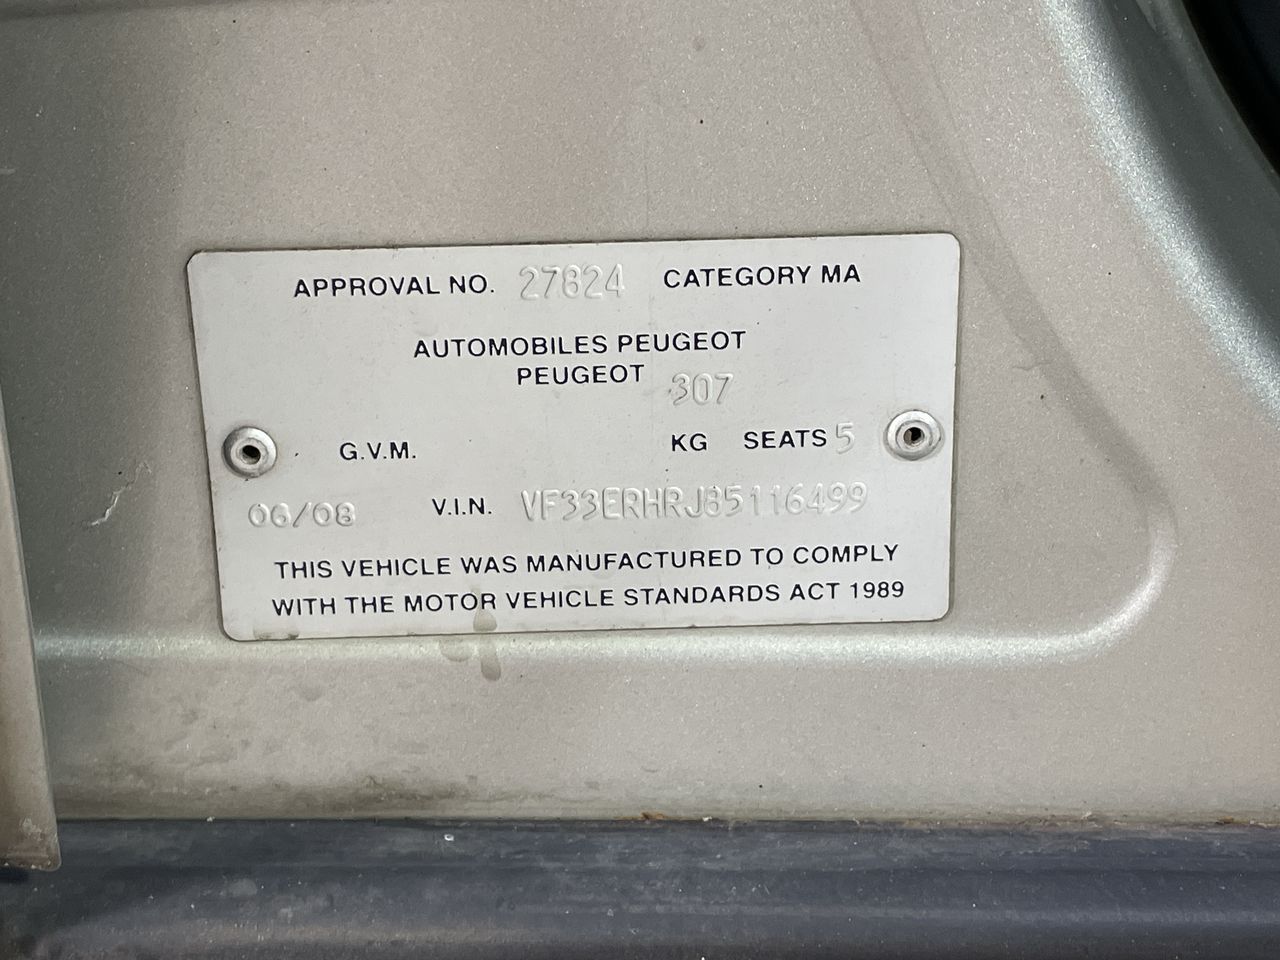 APPROVAL NO. 27824 CATEGORY MA
AUTOMOBILES PEUGEOT
PEUGEOT 307
G.V.M. KG SEATS 5
06/08 V.I.N. VF33ERHRJ85116499
THIS VEHICLE WAS MANUFACTURED TO COMPLY
WITH THE MOTOR VEHICLE STANDARDS ACT 1989